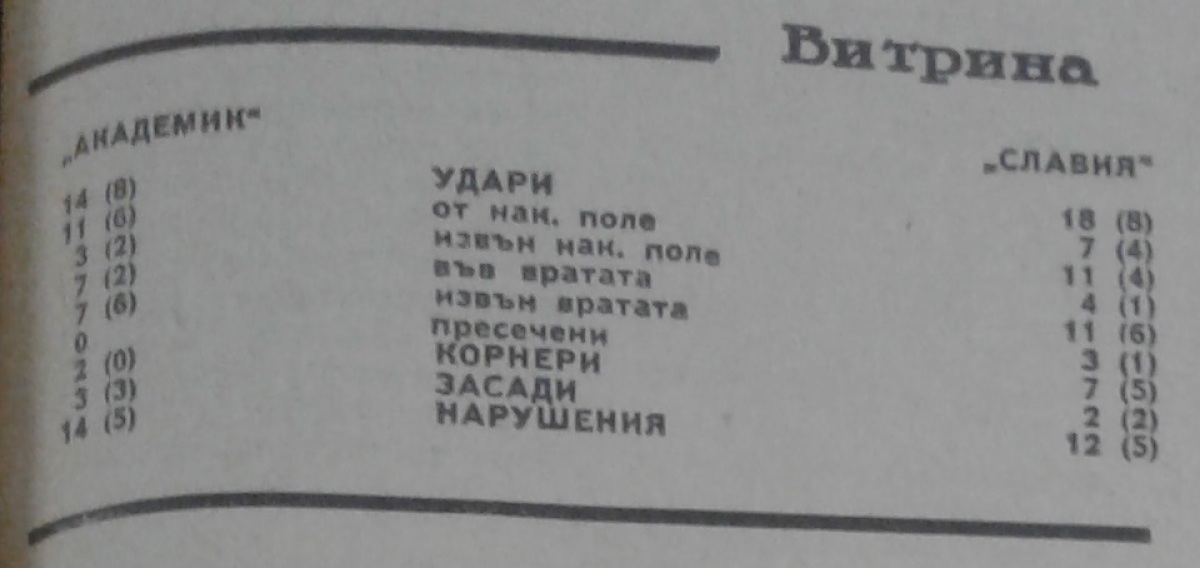 Витрина
„АКАДЕМИК“ „СЛАВИЯ“
14 (8) УДАРИ 18 (8)
11 (6) от нак. поле 7 (4)
3 (2) извън нак. поле 11 (4)
7 (2) във вратата 4 (1)
7 (6) извън вратата 11 (6)
0 пресечени 3 (1)
2 (0) КОРНЕРИ 7 (5)
3 (3) ЗАСАДИ 2 (2)
14 (5) НАРУШЕНИЯ 12 (5)